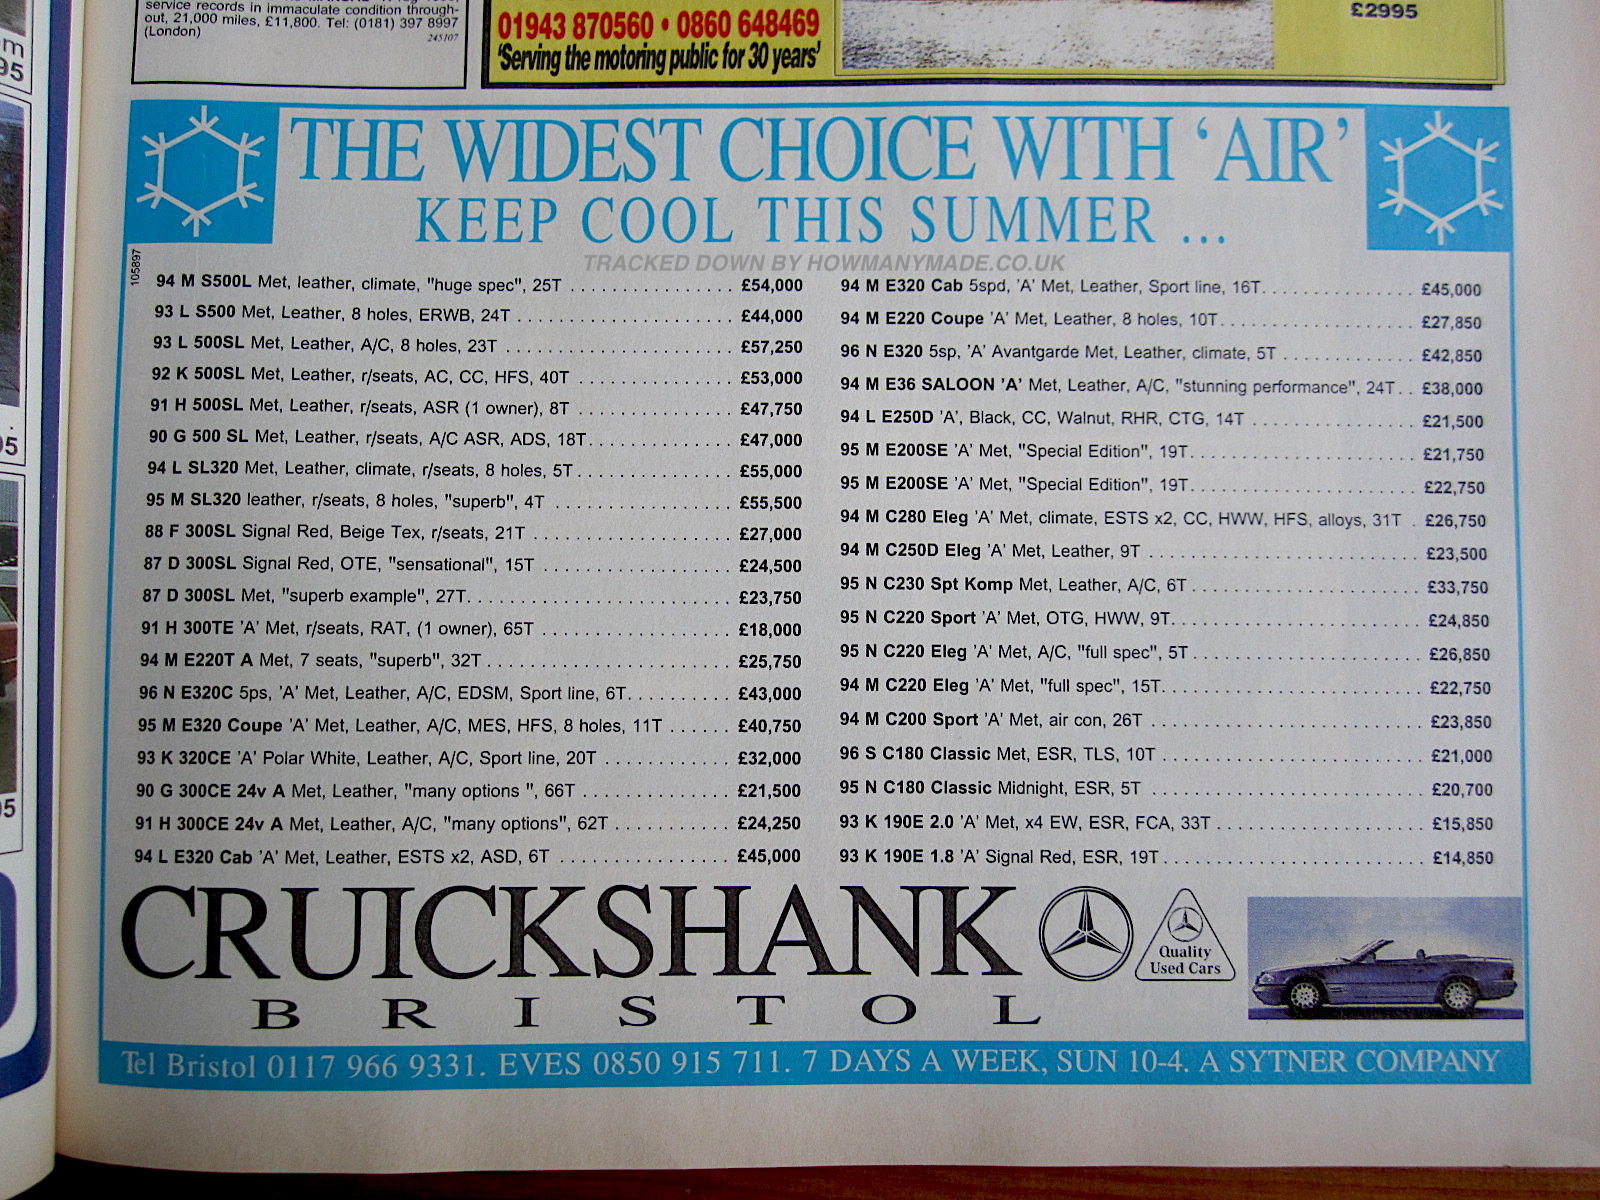 service records in immaculate condition through-
out, 21,000 miles, £11,800. Tel: (0181) 397 8997
(London)
245107
01943 870560 • 0860 648469
'Serving the motoring public for 30 years'
£2995
THE WIDEST CHOICE WITH 'AIR'
KEEP COOL THIS SUMMER ...
TRACKED DOWN BY HOWMANYMADE.CO.UK
105897
94 M S500L Met, leather, climate, "huge spec", 25T . . . . . . . . . . . . . . . . £54,000
93 L S500 Met, Leather, 8 holes, ERWB, 24T . . . . . . . . . . . . . . . . . . . . . £44,000
93 L 500SL Met, Leather, A/C, 8 holes, 23T . . . . . . . . . . . . . . . . . . . . . . £57,250
92 K 500SL Met, Leather, r/seats, AC, CC, HFS, 40T . . . . . . . . . . . . . . . £53,000
91 H 500SL Met, Leather, r/seats, ASR (1 owner), 8T . . . . . . . . . . . . . . . £47,750
90 G 500 SL Met, Leather, r/seats, A/C ASR, ADS, 18T. . . . . . . . . . . . . . £47,000
94 L SL320 Met, Leather, climate, r/seats, 8 holes, 5T. . . . . . . . . . . . . . . £55,000
95 M SL320 leather, r/seats, 8 holes, "superb", 4T . . . . . . . . . . . . . . . . . . £55,500
88 F 300SL Signal Red, Beige Tex, r/seats, 21T . . . . . . . . . . . . . . . . . . . £27,000
87 D 300SL Signal Red, OTE, "sensational", 15T . . . . . . . . . . . . . . . . . . £24,500
87 D 300SL Met, "superb example", 27T. . . . . . . . . . . . . . . . . . . . . . . . . . £23,750
91 H 300TE 'A' Met, r/seats, RAT, (1 owner), 65T . . . . . . . . . . . . . . . . . . £18,000
94 M E220T A Met, 7 seats, "superb", 32T . . . . . . . . . . . . . . . . . . . . . . . . £25,750
96 N E320C 5ps, 'A' Met, Leather, A/C, EDSM, Sport line, 6T. . . . . . . . . . £43,000
95 M E320 Coupe 'A' Met, Leather, A/C, MES, HFS, 8 holes, 11T . . . . . . £40,750
93 K 320CE 'A' Polar White, Leather, A/C, Sport line, 20T . . . . . . . . . . . . £32,000
90 G 300CE 24v A Met, Leather, "many options ", 66T . . . . . . . . . . . . . . £21,500
91 H 300CE 24v A Met, Leather, A/C, "many options", 62T . . . . . . . . . . . £24,250
94 L E320 Cab 'A' Met, Leather, ESTS x2, ASD, 6T . . . . . . . . . . . . . . . . £45,000
94 M E320 Cab 5spd, 'A' Met, Leather, Sport line, 16T. . . . . . . . . . . . . . . £45,000
94 M E220 Coupe 'A' Met, Leather, 8 holes, 10T. . . . . . . . . . . . . . . . . . . £27,850
96 N E320 5sp, 'A' Avantgarde Met, Leather, climate, 5T . . . . . . . . . . . . . £42,850
94 M E36 SALOON 'A' Met, Leather, A/C, "stunning performance", 24T . . £38,000
94 L E250D 'A', Black, CC, Walnut, RHR, CTG, 14T . . . . . . . . . . . . . . . . £21,500
95 M E200SE 'A' Met, "Special Edition", 19T. . . . . . . . . . . . . . . . . . . . . . £21,750
95 M E200SE 'A' Met, "Special Edition", 19T. . . . . . . . . . . . . . . . . . . . . . £22,750
94 M C280 Eleg 'A' Met, climate, ESTS x2, CC, HWW, HFS, alloys, 31T . £26,750
94 M C250D Eleg 'A' Met, Leather, 9T . . . . . . . . . . . . . . . . . . . . . . . . . . £23,500
95 N C230 Spt Komp Met, Leather, A/C, 6T . . . . . . . . . . . . . . . . . . . . . . £33,750
95 N C220 Sport 'A' Met, OTG, HWW, 9T. . . . . . . . . . . . . . . . . . . . . . . . £24,850
95 N C220 Eleg 'A' Met, A/C, "full spec", 5T . . . . . . . . . . . . . . . . . . . . . . £26,850
94 M C220 Eleg 'A' Met, "full spec", 15T. . . . . . . . . . . . . . . . . . . . . . . . . £22,750
94 M C200 Sport 'A' Met, air con, 26T . . . . . . . . . . . . . . . . . . . . . . . . . . £23,850
96 S C180 Classic Met, ESR, TLS, 10T . . . . . . . . . . . . . . . . . . . . . . . . . £21,000
95 N C180 Classic Midnight, ESR, 5T . . . . . . . . . . . . . . . . . . . . . . . . . . £20,700
93 K 190E 2.0 'A' Met, x4 EW, ESR, FCA, 33T . . . . . . . . . . . . . . . . . . . . £15,850
93 K 190E 1.8 'A' Signal Red, ESR, 19T . . . . . . . . . . . . . . . . . . . . . . . . . £14,850
CRUICKSHANK
BRISTOL
Quality
Used Cars
Tel Bristol 0117 966 9331. EVES 0850 915 711. 7 DAYS A WEEK, SUN 10-4. A SYTNER COMPANY